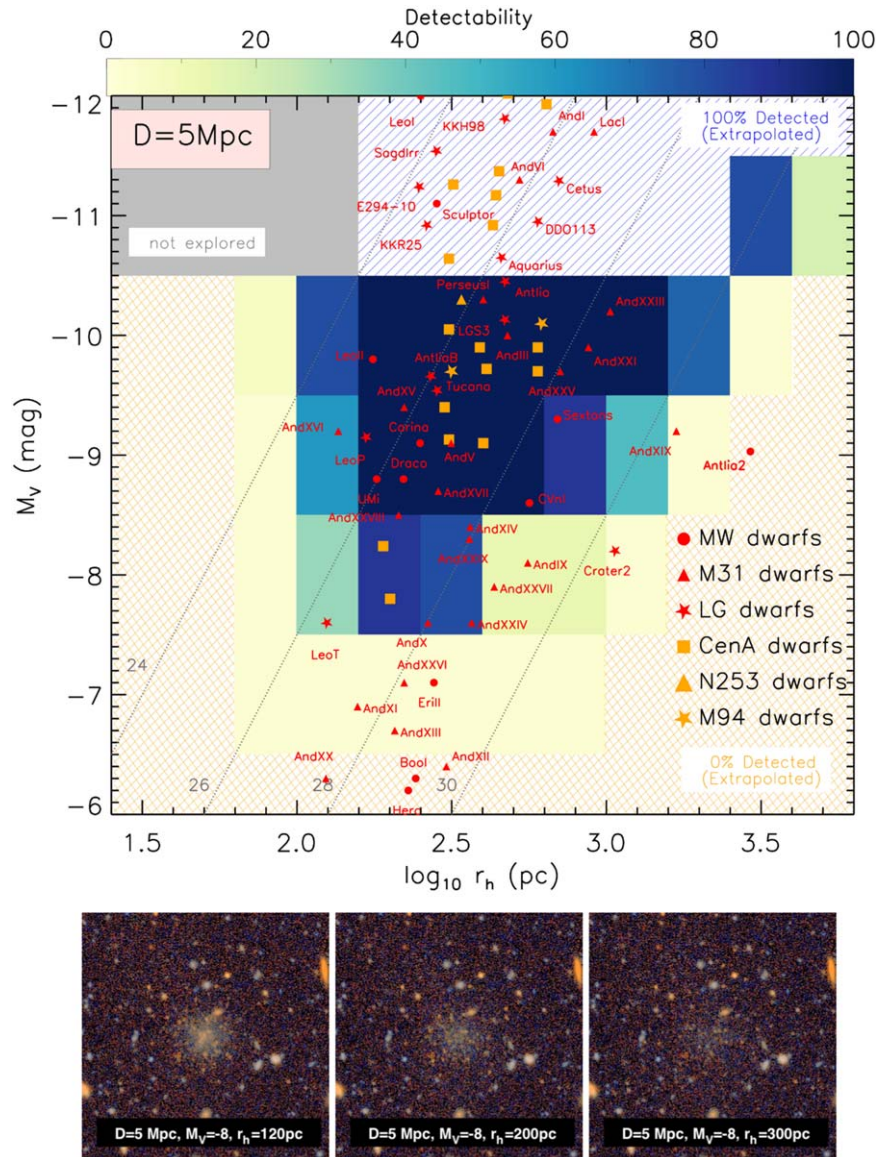 Detectability
0 20 40 60 80 100
D=5Mpc
100% Detected
(Extrapolated)
not explored
LeoI
KKH98
AndI
LacI
SagdIrr
AndVI
Cetus
E294-10
Sculptor
KKR25
DDO113
Aquarius
PerseusI
Antlia
AndXXIII
LGS3
AndIII
AndXXI
LeoII
AntliaB
AndXV
Tucana
AndXXV
AndXVI
Carina
Sextans
LeoP
AndV
AndXIX
Antlia2
Draco
UMi
AndXVII
CVnI
AndXXVIII
AndXIV
AndIX
Crater2
AndXXVII
LeoT
AndX
AndXXIV
AndXXVI
AndXI
EriII
AndXIII
AndXX
BooI
AndXII
Herc
MW dwarfs
M31 dwarfs
LG dwarfs
CenA dwarfs
N253 dwarfs
M94 dwarfs
0% Detected
(Extrapolated)
24
26
28
30
−12
−11
−10
−9
−8
−7
−6
M_V (mag)
1.5 2.0 2.5 3.0 3.5
log₁₀ r_h (pc)
D=5 Mpc, M_V=-8, r_h=120pc
D=5 Mpc, M_V=-8, r_h=200pc
D=5 Mpc, M_V=-8, r_h=300pc